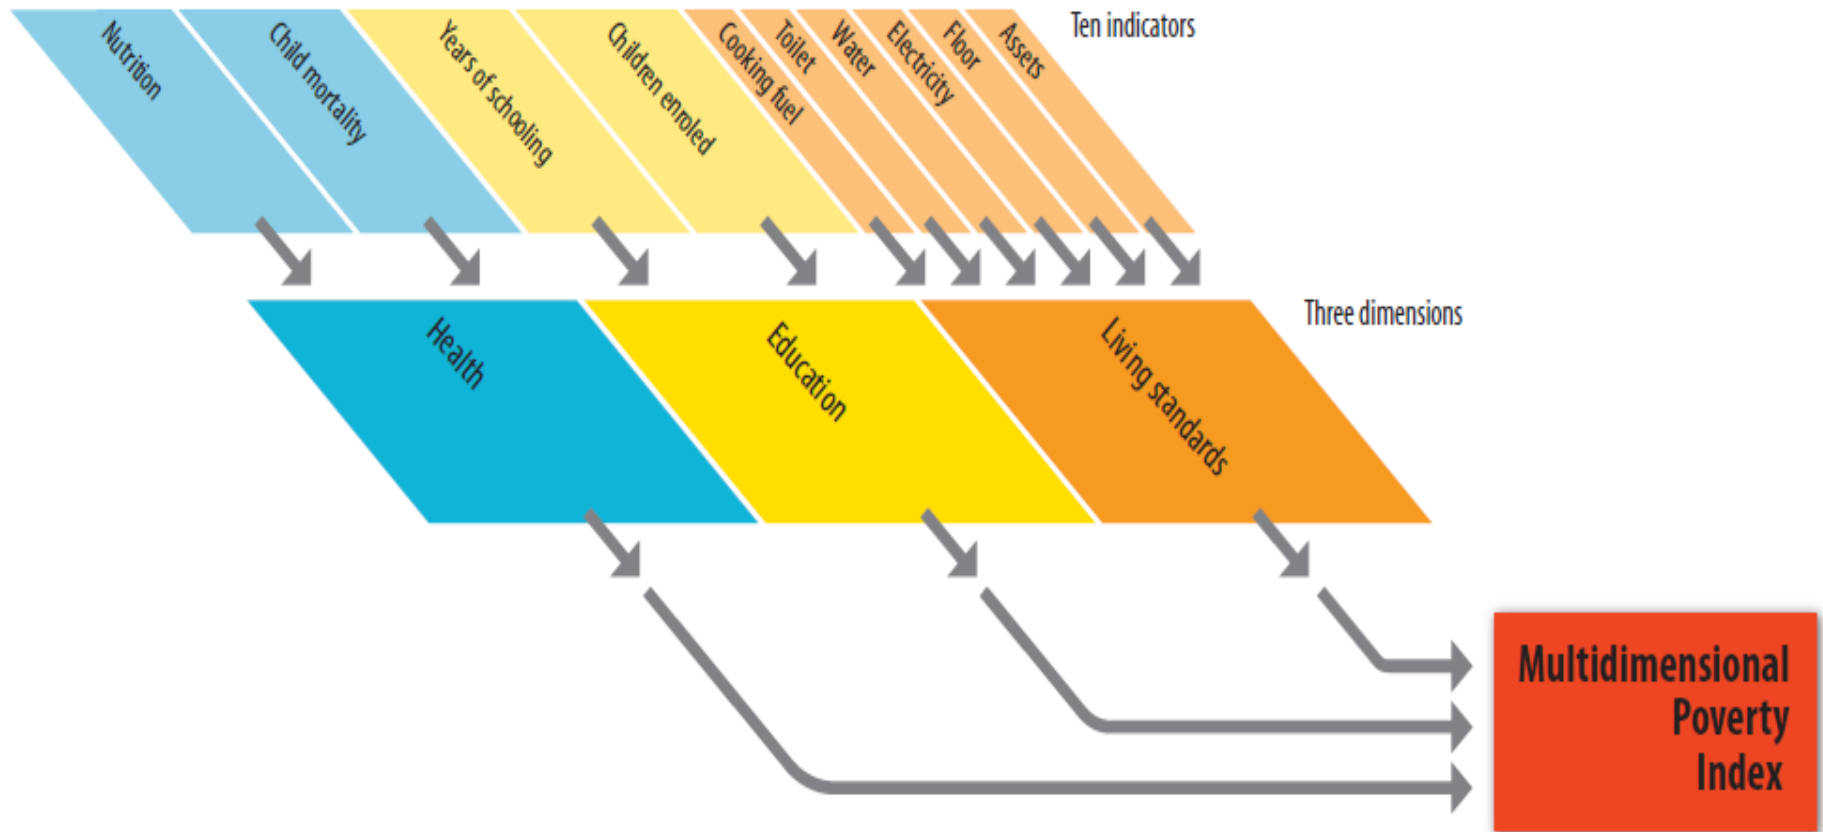 Nutrition
Child mortality
Years of schooling
Children enroled
Cooking fuel
Toilet
Water
Electricity
Floor
Assets
Ten indicators
Health
Education
Living standards
Three dimensions
Multidimensional
Poverty
Index